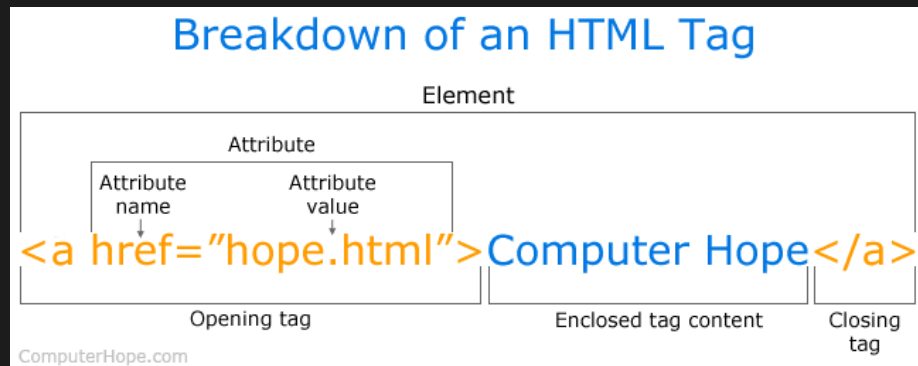 Breakdown of an HTML Tag
Element
Attribute
Attribute name
Attribute value
<a href=”hope.html”>Computer Hope</a>
Opening tag
Enclosed tag content
Closing tag
ComputerHope.com